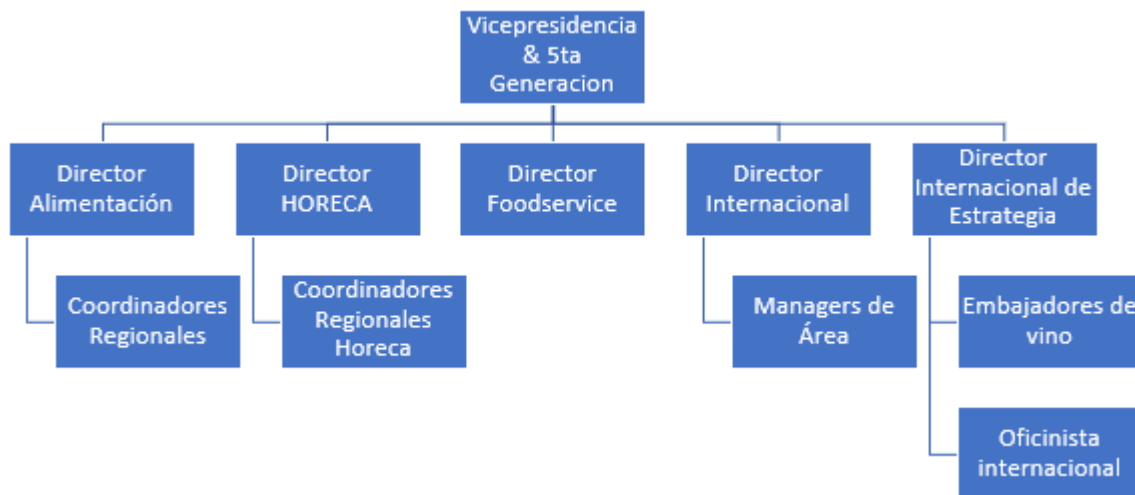 Vicepresidencia
& 5ta
Generacion
Director
Alimentación
Director
HORECA
Director
Foodservice
Director
Internacional
Director
Internacional de
Estrategia
Coordinadores
Regionales
Coordinadores
Regionales
Horeca
Managers de
Área
Embajadores de
vino
Oficinista
internacional